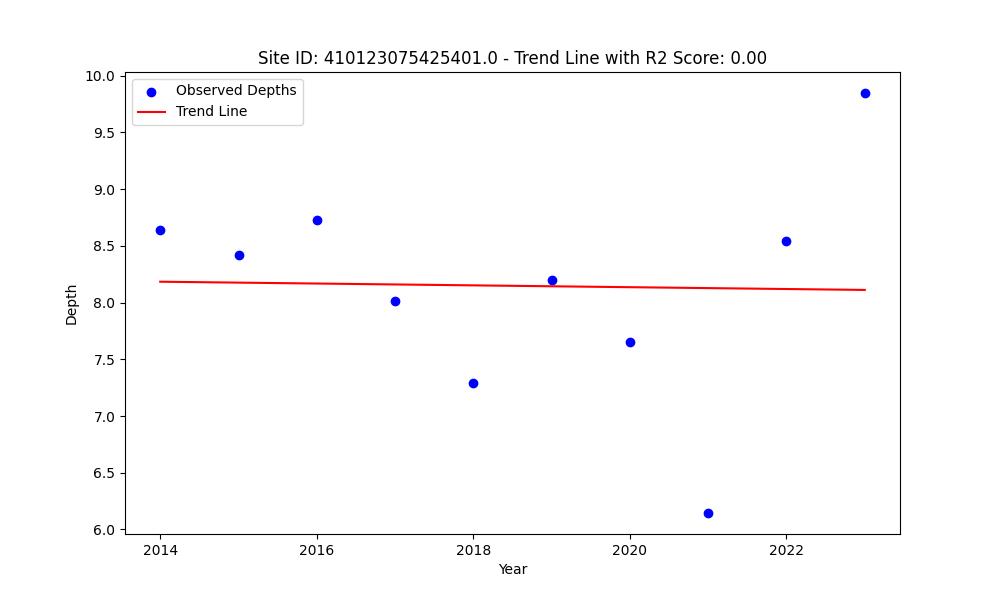 Site ID: 410123075425401.0 - Trend Line with R2 Score: 0.00
Observed Depths
Trend Line
10.0
9.5
9.0
8.5
8.0
7.5
7.0
6.5
6.0
Depth
2014 2016 2018 2020 2022
Year